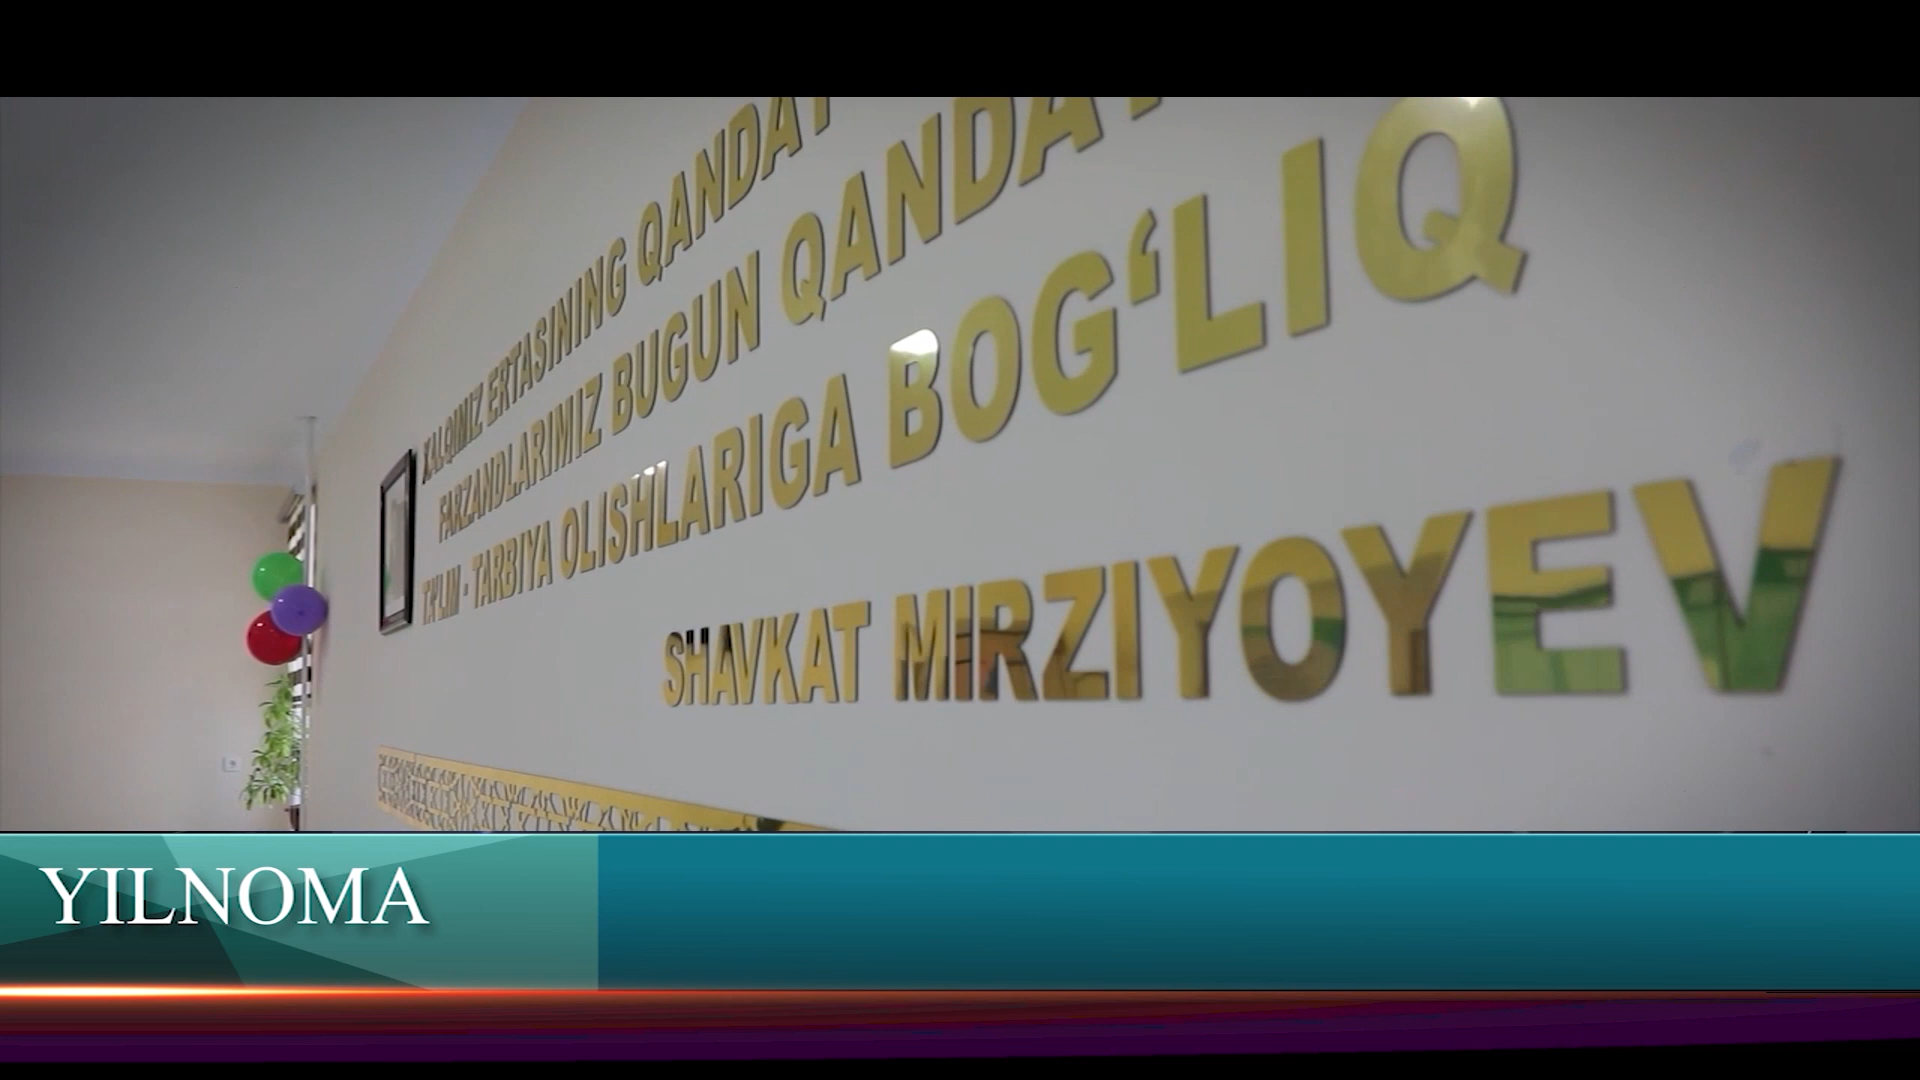 XALQIMIZ ERTASINING QANDAY
FARZANDLARIMIZ BUGUN QANDAY
TA'LIM - TARBIYA OLISHLARIGA BOG‘LIQ
SHAVKAT MIRZIYOYEV
YILNOMA